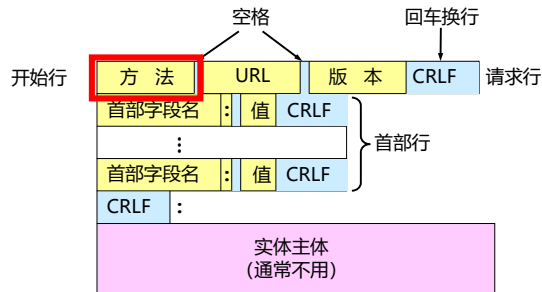 空格 回车换行
开始行 方 法 URL 版 本 CRLF 请求行
首部字段名 : 值 CRLF
⋮ 首部行
首部字段名 : 值 CRLF
CRLF :
实体主体
(通常不用)